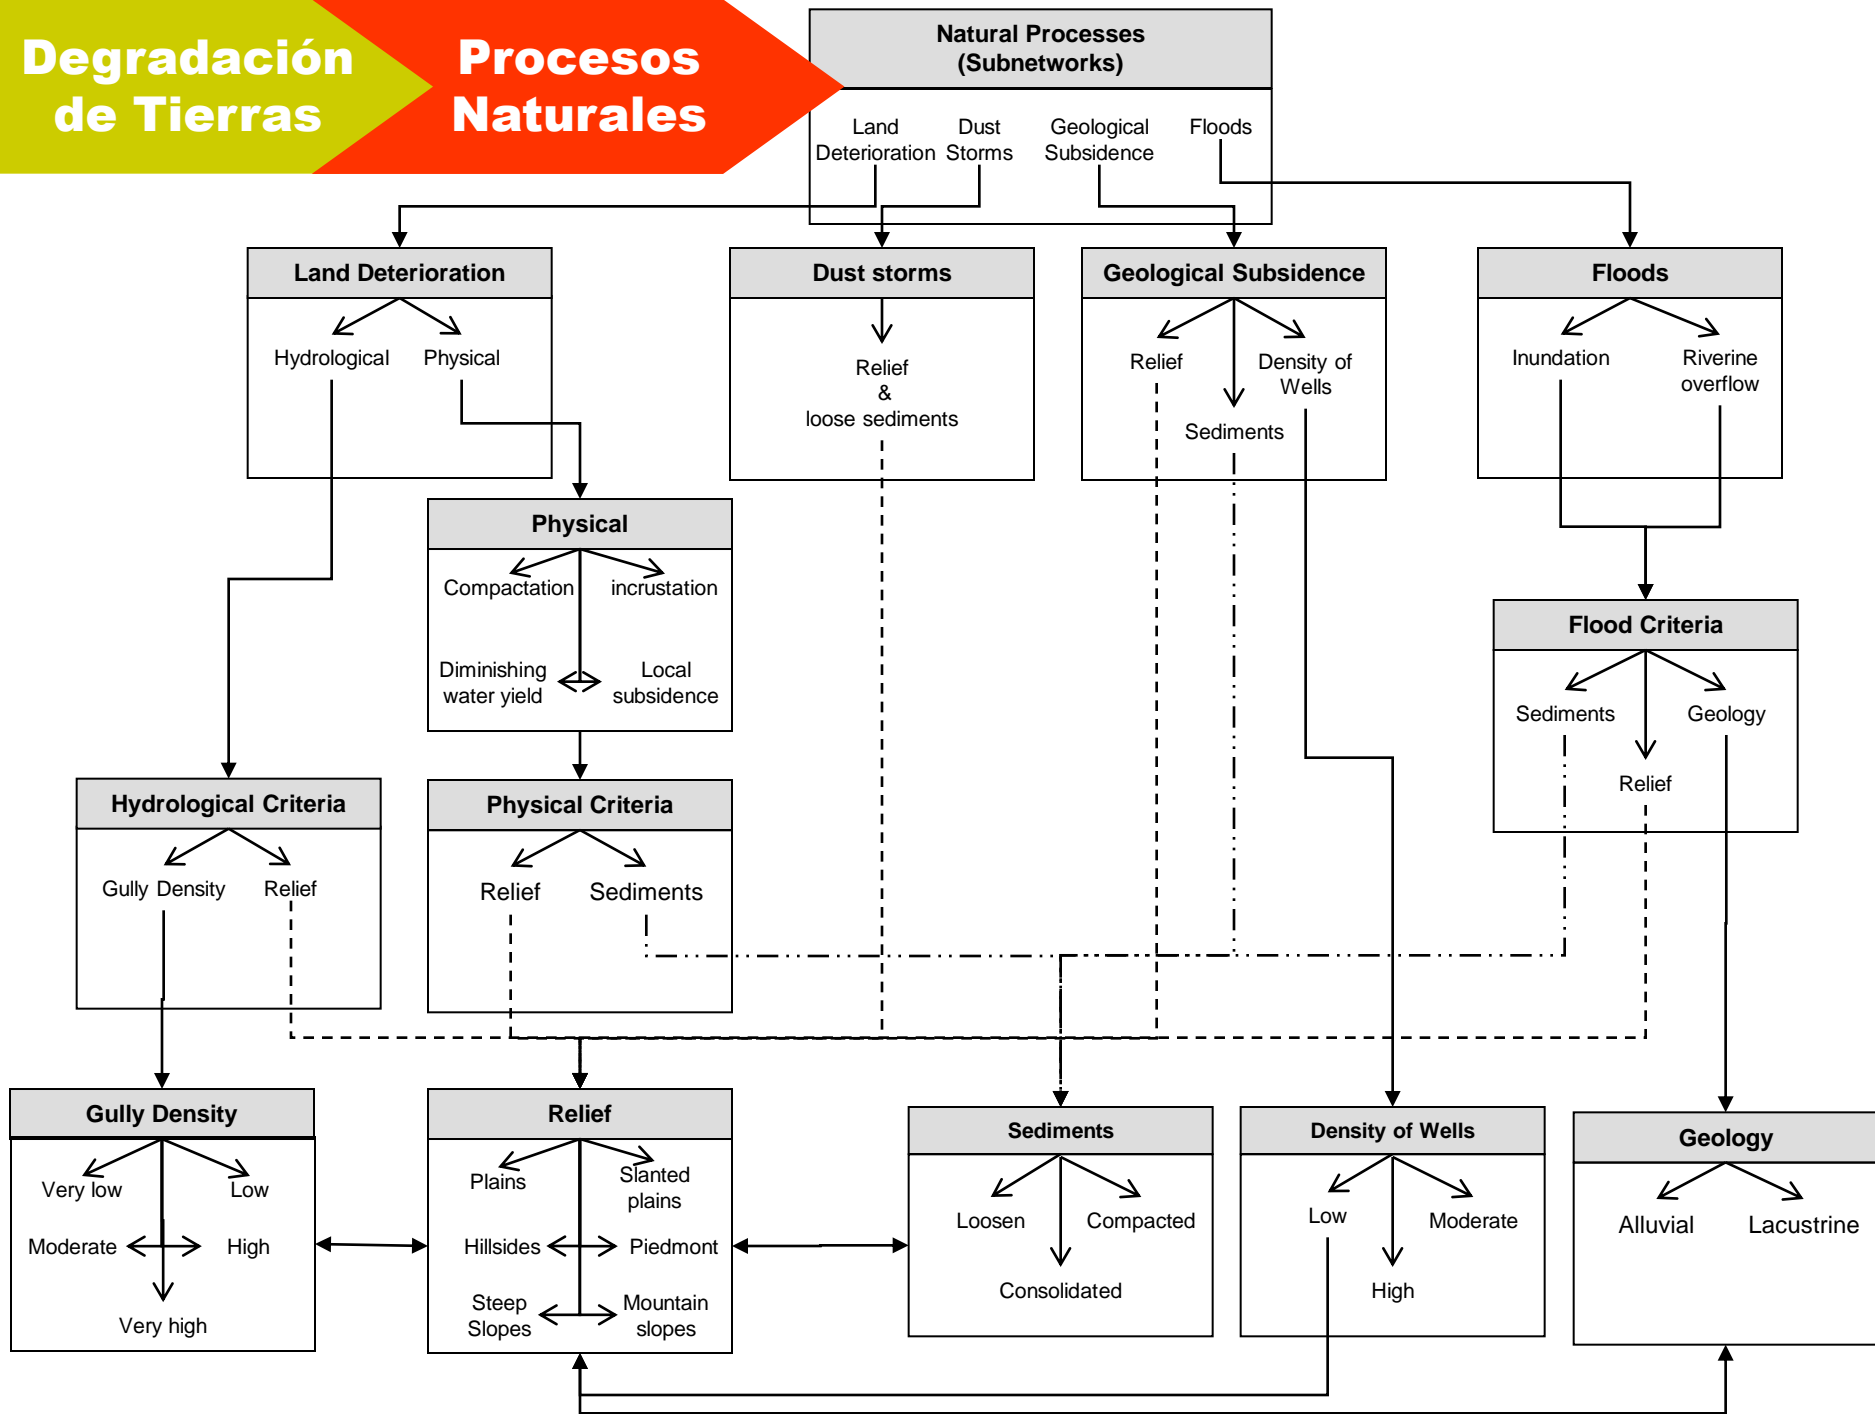 Degradación
de Tierras
Procesos
Naturales
Natural Processes
(Subnetworks)
Land
Deterioration
Dust
Storms
Geological
Subsidence
Floods
Land Deterioration
Hydrological
Physical
Dust storms
Relief
&
loose sediments
Geological Subsidence
Relief
Density of
Wells
Sediments
Floods
Inundation
Riverine
overflow
Physical
Compactation
incrustation
Diminishing
water yield
Local
subsidence
Flood Criteria
Sediments
Geology
Relief
Hydrological Criteria
Gully Density
Relief
Physical Criteria
Relief
Sediments
Gully Density
Very low
Low
Moderate
High
Very high
Relief
Plains
Slanted
plains
Hillsides
Piedmont
Steep
Slopes
Mountain
slopes
Sediments
Loosen
Compacted
Consolidated
Density of Wells
Low
Moderate
High
Geology
Alluvial
Lacustrine